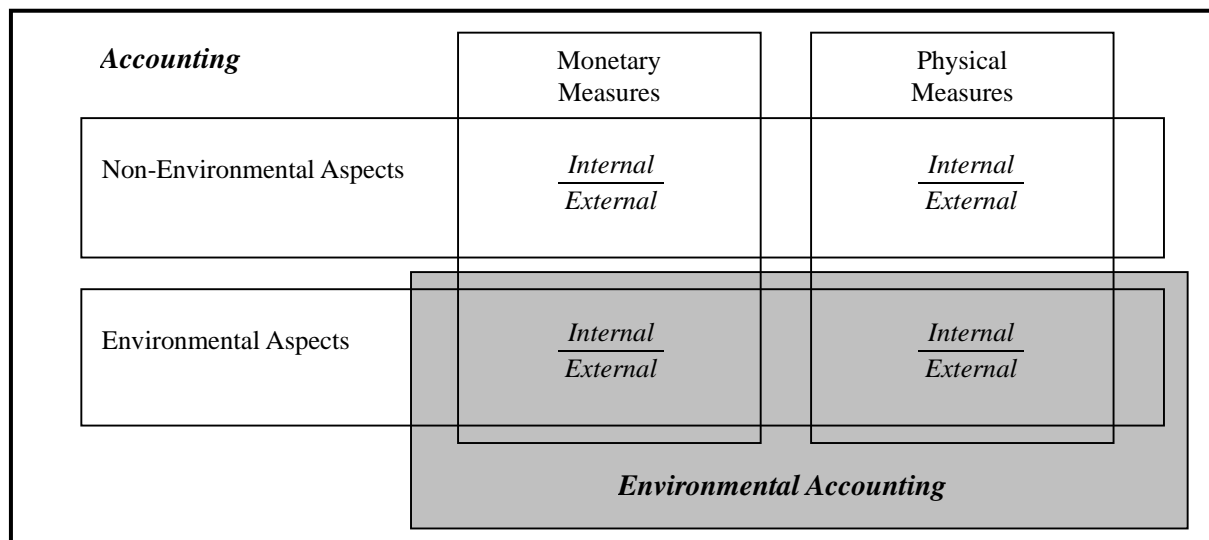 Accounting
Monetary
Measures
Physical
Measures
Non-Environmental Aspects
Internal
External
Internal
External
Environmental Aspects
Internal
External
Internal
External
Environmental Accounting